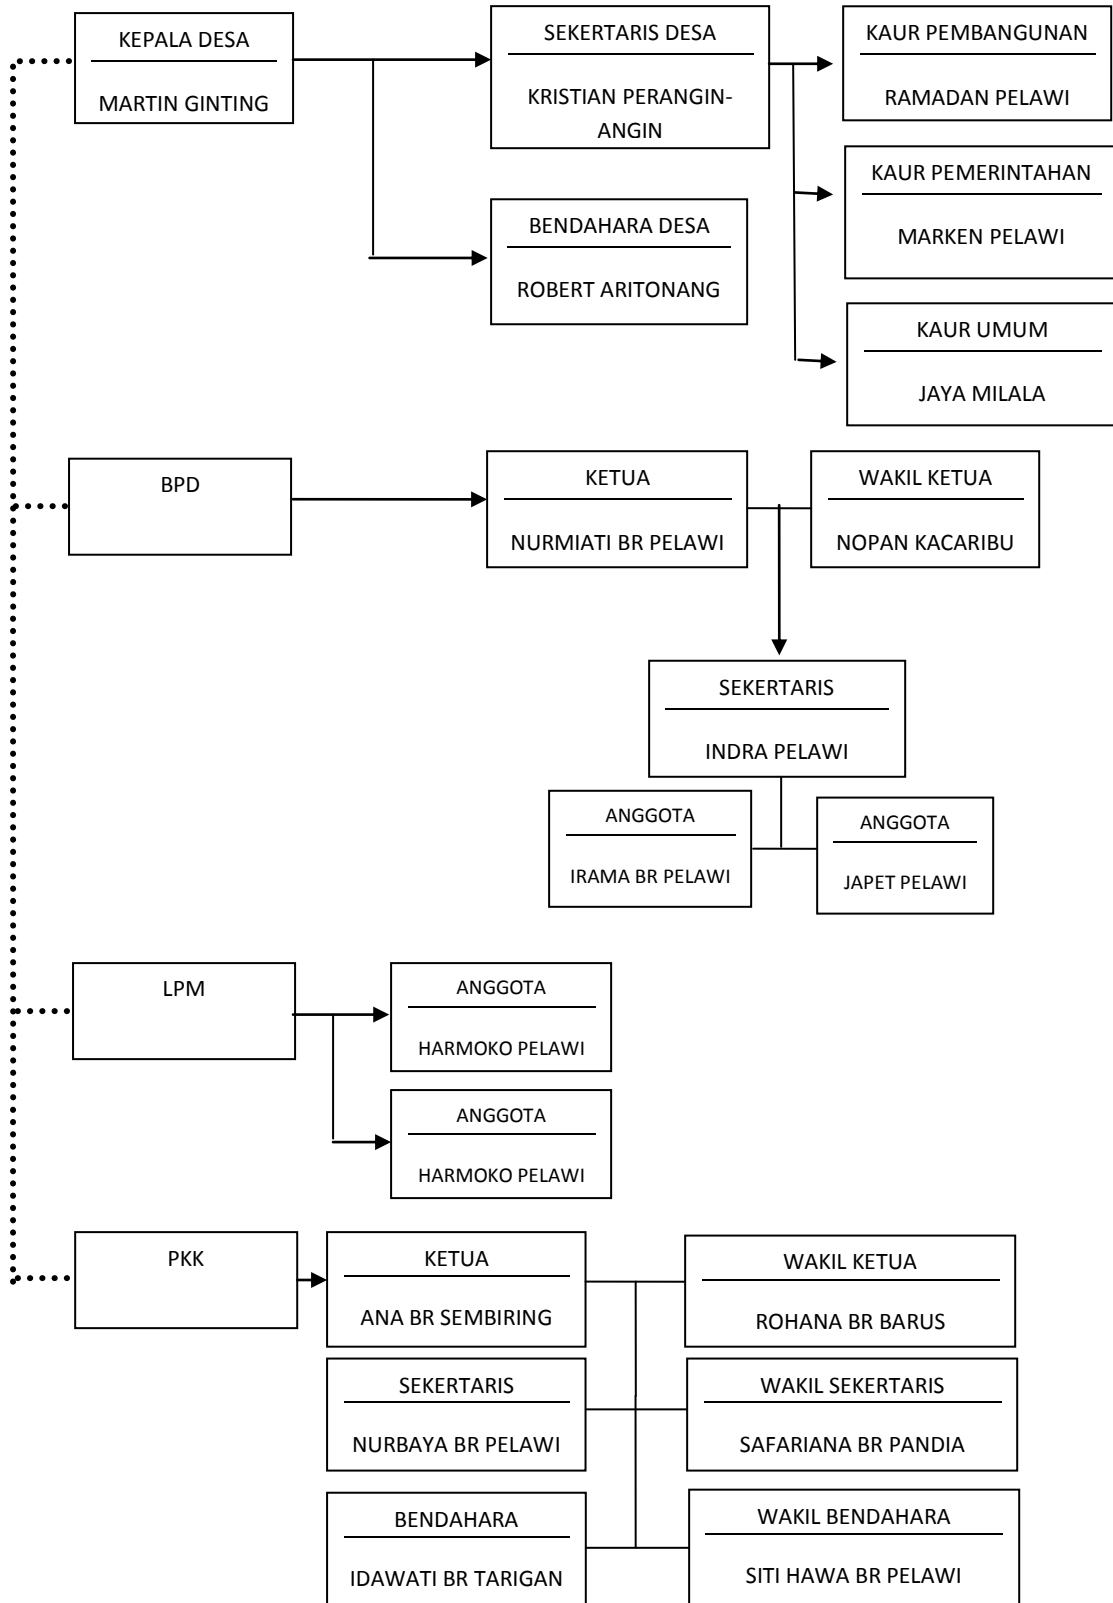 KEPALA DESA
MARTIN GINTING
SEKERTARIS DESA
KRISTIAN PERANGIN-
ANGIN
KAUR PEMBANGUNAN
RAMADAN PELAWI
KAUR PEMERINTAHAN
MARKEN PELAWI
BENDAHARA DESA
ROBERT ARITONANG
KAUR UMUM
JAYA MILALA
BPD
KETUA
NURMIATI BR PELAWI
WAKIL KETUA
NOPAN KACARIBU
SEKERTARIS
INDRA PELAWI
ANGGOTA
IRAMA BR PELAWI
ANGGOTA
JAPET PELAWI
LPM
ANGGOTA
HARMOKO PELAWI
ANGGOTA
HARMOKO PELAWI
PKK
KETUA
ANA BR SEMBIRING
WAKIL KETUA
ROHANA BR BARUS
SEKERTARIS
NURBAYA BR PELAWI
WAKIL SEKERTARIS
SAFARIANA BR PANDIA
BENDAHARA
IDAWATI BR TARIGAN
WAKIL BENDAHARA
SITI HAWA BR PELAWI